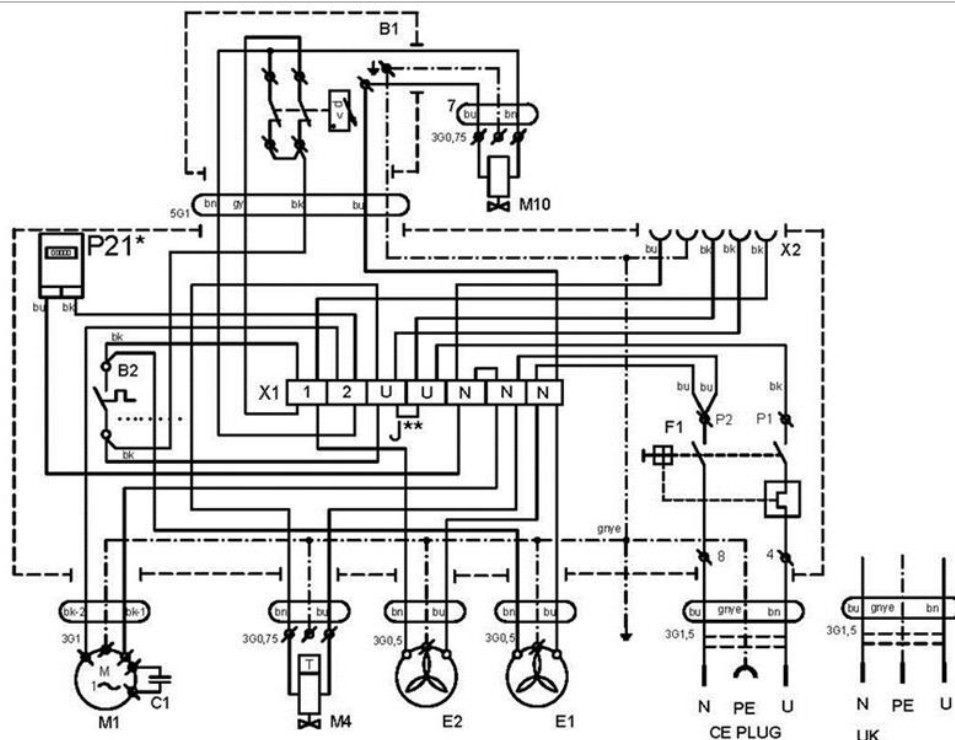 B1
7
bu bn
3G0,75
p
>
M10
bn gy bk bu
5G1
P21*
00000
bu bk
bu bk bk bk
X2
bk
B2
X1 1 2 U U N N N
J**
bu bu bk
P2 P1
F1
bk
gnye
8 4
bk-2 bk-1
3G1
bn bu
3G0,75
bn bu
3G0,5
bn bu
3G0,5
bu gnye bn
3G1,5
bu gnye bn
3G1,5
M
1
M1
C1
T
M4
E2
E1
N PE U
CE PLUG
N PE U
UK